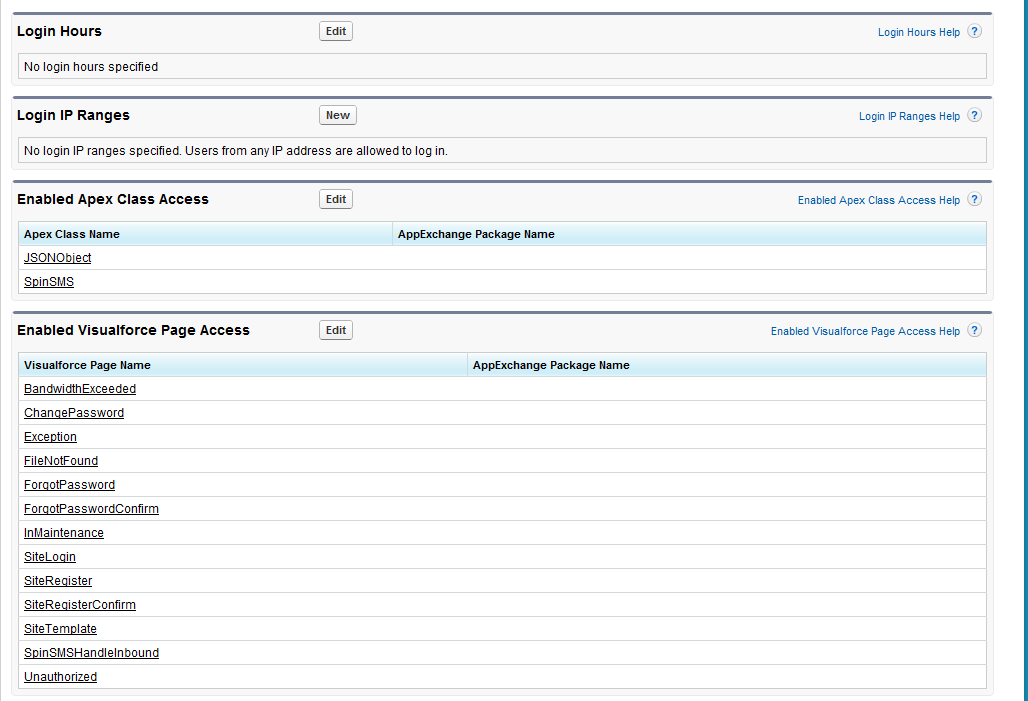 Login Hours Edit Login Hours Help ?
No login hours specified
Login IP Ranges New Login IP Ranges Help ?
No login IP ranges specified. Users from any IP address are allowed to log in.
Enabled Apex Class Access Edit Enabled Apex Class Access Help ?
Apex Class Name AppExchange Package Name
JSONObject
SpinSMS
Enabled Visualforce Page Access Edit Enabled Visualforce Page Access Help ?
Visualforce Page Name AppExchange Package Name
BandwidthExceeded
ChangePassword
Exception
FileNotFound
ForgotPassword
ForgotPasswordConfirm
InMaintenance
SiteLogin
SiteRegister
SiteRegisterConfirm
SiteTemplate
SpinSMSHandleInbound
Unauthorized